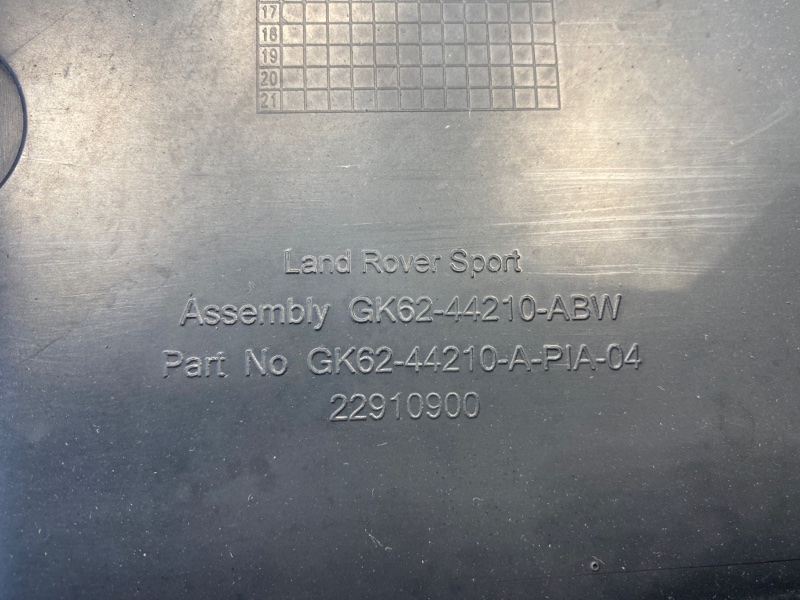 17
18
19
20
21
Land Rover Sport
Assembly GK62-44210-ABW
Part No GK62-44210-A-PIA-04
22910900